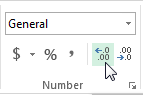 General
$ % , .0 .00 .00 .0
Number